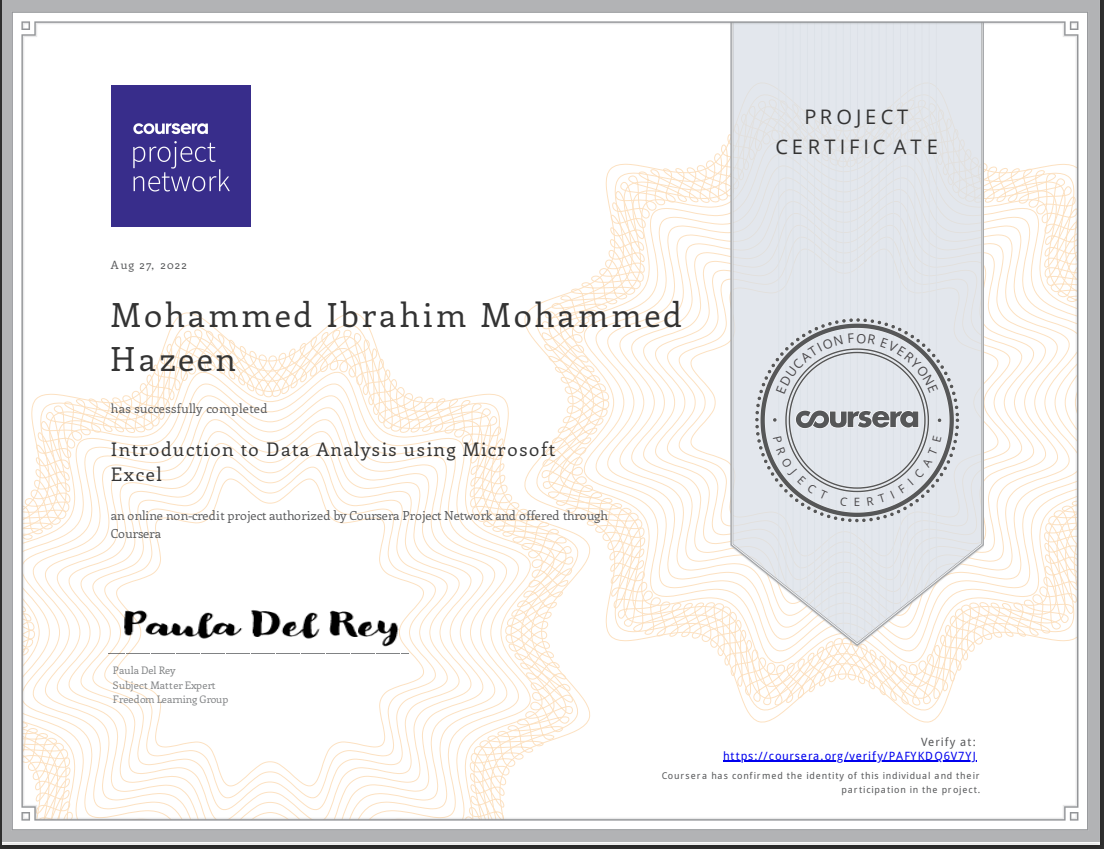 coursera
project
network
PROJECT
CERTIFICATE
Aug 27, 2022
Mohammed Ibrahim Mohammed
Hazeen
has successfully completed
Introduction to Data Analysis using Microsoft
Excel
an online non-credit project authorized by Coursera Project Network and offered through
Coursera
EDUCATION FOR EVERYONE
coursera
PROJECT CERTIFICATE
Paula Del Rey
Paula Del Rey
Subject Matter Expert
Freedom Learning Group
Verify at:
https://coursera.org/verify/PAFYKDQ6V7YJ
Coursera has confirmed the identity of this individual and their
participation in the project.